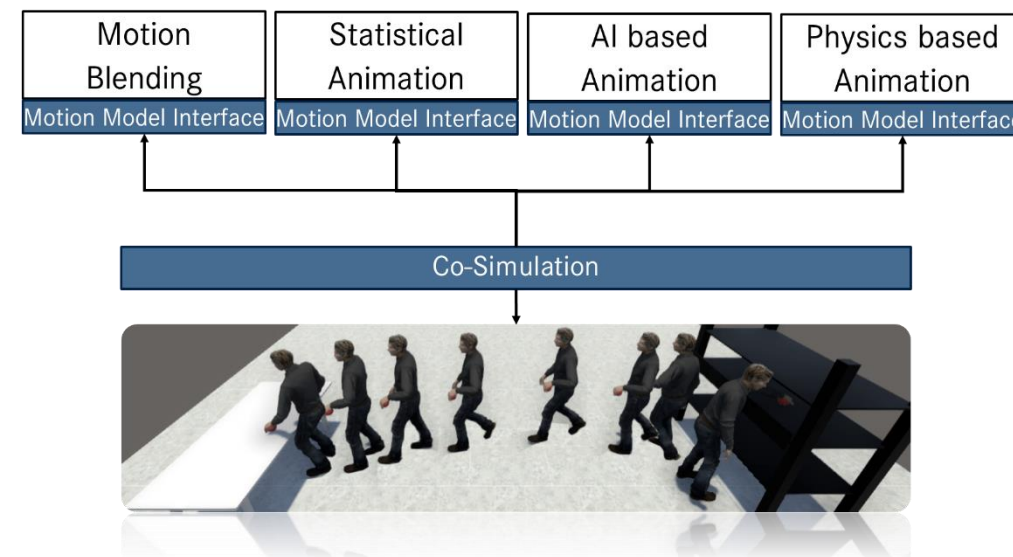 Motion
Blending
Motion Model Interface
Statistical
Animation
Motion Model Interface
AI based
Animation
Motion Model Interface
Physics based
Animation
Motion Model Interface
Co-Simulation